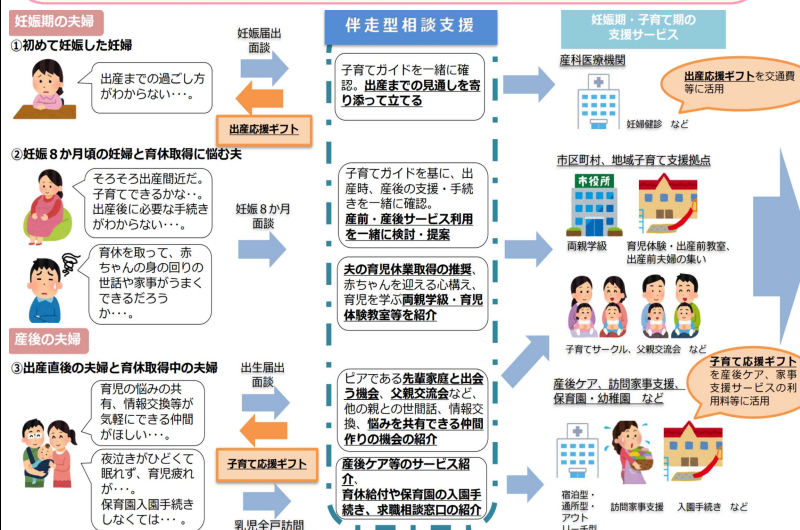 妊娠期の夫婦
①初めて妊娠した妊婦
出産までの過ごし方
がわからない・・・。
妊娠届出
面談
出産応援ギフト
伴走型相談支援
子育てガイドを一緒に確
認。出産までの見通しを寄
り添って立てる
妊娠期・子育て期の
支援サービス
産科医療機関
妊婦健診 など
出産応援ギフトを交通費
等に活用
②妊娠８か月頃の妊婦と育休取得に悩む夫
そろそろ出産間近だ。
子育てできるかな・・。
出産後に必要な手続き
がわからない・・・。
育休を取って、赤
ちゃんの身の回りの
世話や家事がうまく
できるだろう
か・・・。
妊娠８か月
面談
子育てガイドを基に、出
産時、産後の支援・手続
きを一緒に確認。
産前・産後サービス利用
を一緒に検討・提案
夫の育児休業取得の推奨、
赤ちゃんを迎える心構え、
育児を学ぶ両親学級・育児
体験教室等を紹介
市区町村、地域子育て支援拠点
市役所
両親学級
育児体験・出産前教室、
出産前夫婦の集い
子育てサークル、父親交流会 など
産後の夫婦
③出産直後の夫婦と育休取得中の夫婦
育児の悩みの共
有、情報交換等が
気軽にできる仲間
がほしい・・・。
夜泣きがひどくて
眠れず、育児疲れ
が・・・。
保育園入園手続き
しなくては・・・。
出生届出
面談
子育て応援ギフト
乳児全戸訪問
ピアである先輩家庭と出会
う機会、父親交流会など、
他の親との世間話、情報交
換、悩みを共有できる仲間
作りの機会の紹介
産後ケア等のサービス紹
介、
育休給付や保育園の入園手
続き、求職相談窓口の紹介
産後ケア、訪問家事支援、
保育園・幼稚園 など
宿泊型・
通所型・
アウト
リーチ型
訪問家事支援
入園手続き など
子育て応援ギフト
を産後ケア、家事
支援サービスの利
用料等に活用